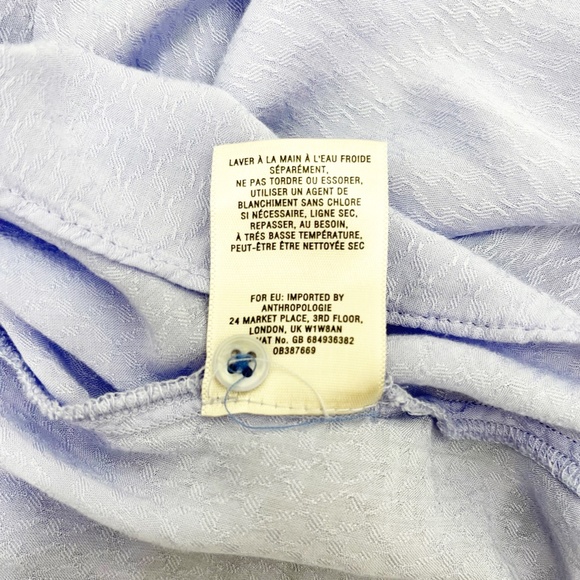 LAVER À LA MAIN À L'EAU FROIDE
SÉPARÉMENT,
NE PAS TORDRE OU ESSORER,
UTILISER UN AGENT DE
BLANCHIMENT SANS CHLORE
SI NÉCESSAIRE, LIGNE SEC,
REPASSER, AU BESOIN,
À TRÉS BASSE TEMPÉRATURE,
PEUT-ÊTRE ÊTRE NETTOYÉE SEC
FOR EU: IMPORTED BY
ANTHROPOLOGIE
24 MARKET PLACE, 3RD FLOOR,
LONDON, UK W1W8AN
VAT No. GB 684936382
0B387669